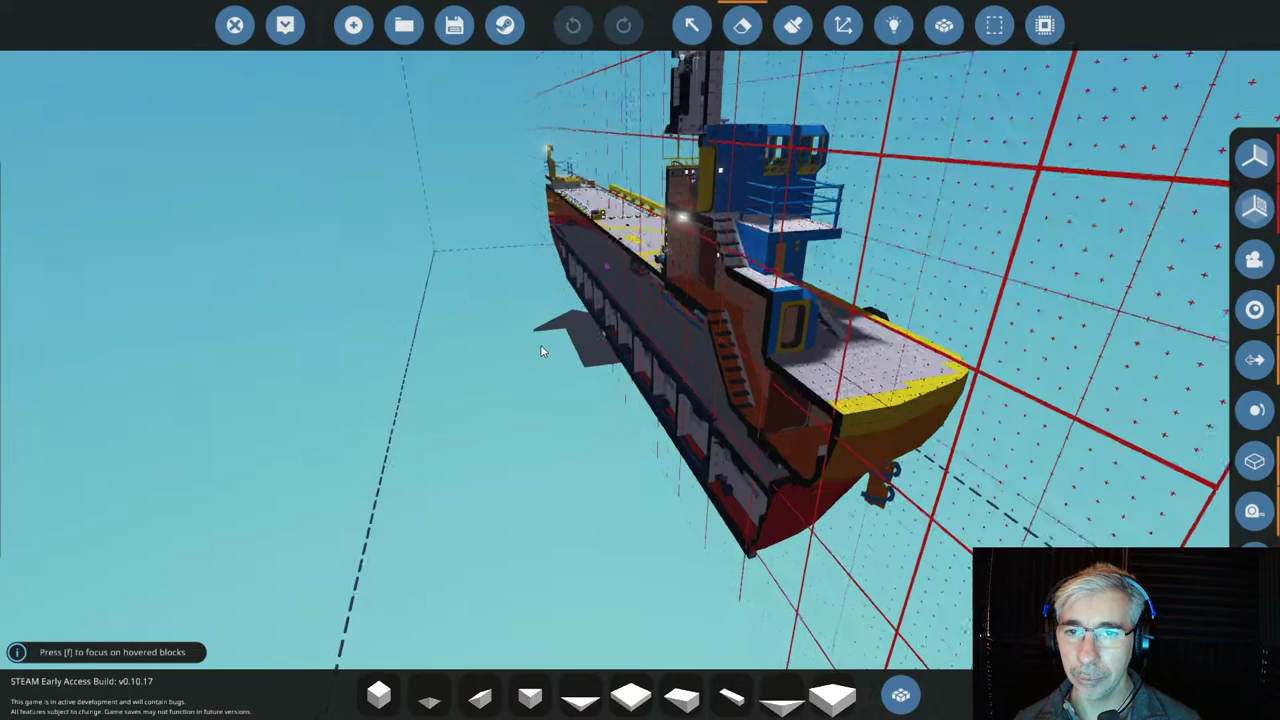 Press [f] to focus on hovered blocks
STEAM Early Access Build: v0.10.17
This game is in active development and will contain bugs.
All features subject to change. Game saves may not function in future versions.